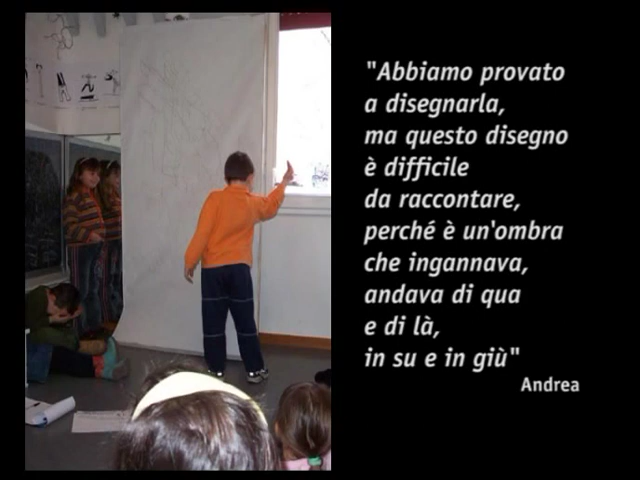 "Abbiamo provato
a disegnarla,
ma questo disegno
è difficile
da raccontare,
perché è un'ombra
che ingannava,
andava di qua
e di là,
in su e in giù"
Andrea